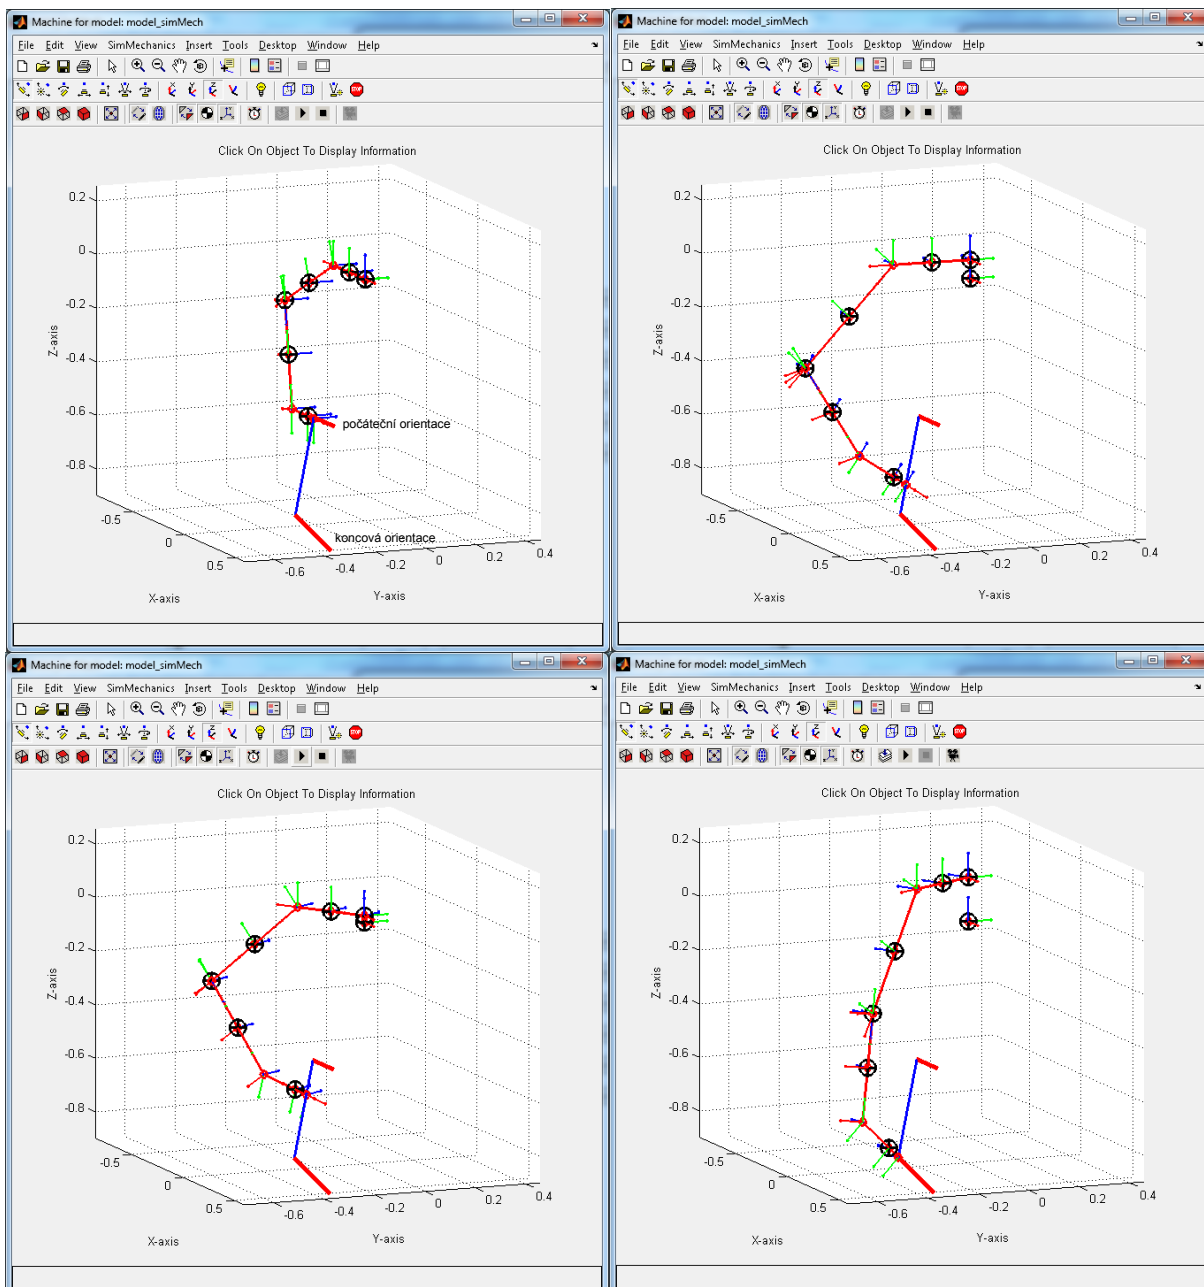 Machine for model: model_simMech
File Edit View SimMechanics Insert Tools Desktop Window Help
STOP
Click On Object To Display Information
0.2
0
-0.2
-0.4
-0.6
-0.8
Z-axis
počáteční orientace
koncová orientace
-0.5
0
0.5
X-axis
-0.6
-0.4
-0.2
0
0.2
0.4
Y-axis
Machine for model: model_simMech
File Edit View SimMechanics Insert Tools Desktop Window Help
STOP
Click On Object To Display Information
0.2
0
-0.2
-0.4
-0.6
-0.8
Z-axis
-0.5
0
0.5
X-axis
-0.6
-0.4
-0.2
0
0.2
0.4
Y-axis
Machine for model: model_simMech
File Edit View SimMechanics Insert Tools Desktop Window Help
STOP
Click On Object To Display Information
0.2
0
-0.2
-0.4
-0.6
-0.8
Z-axis
-0.5
0
0.5
X-axis
-0.6
-0.4
-0.2
0
0.2
0.4
Y-axis
Machine for model: model_simMech
File Edit View SimMechanics Insert Tools Desktop Window Help
STOP
Click On Object To Display Information
0.2
0
-0.2
-0.4
-0.6
-0.8
Z-axis
-0.5
0
0.5
X-axis
-0.6
-0.4
-0.2
0
0.2
0.4
Y-axis